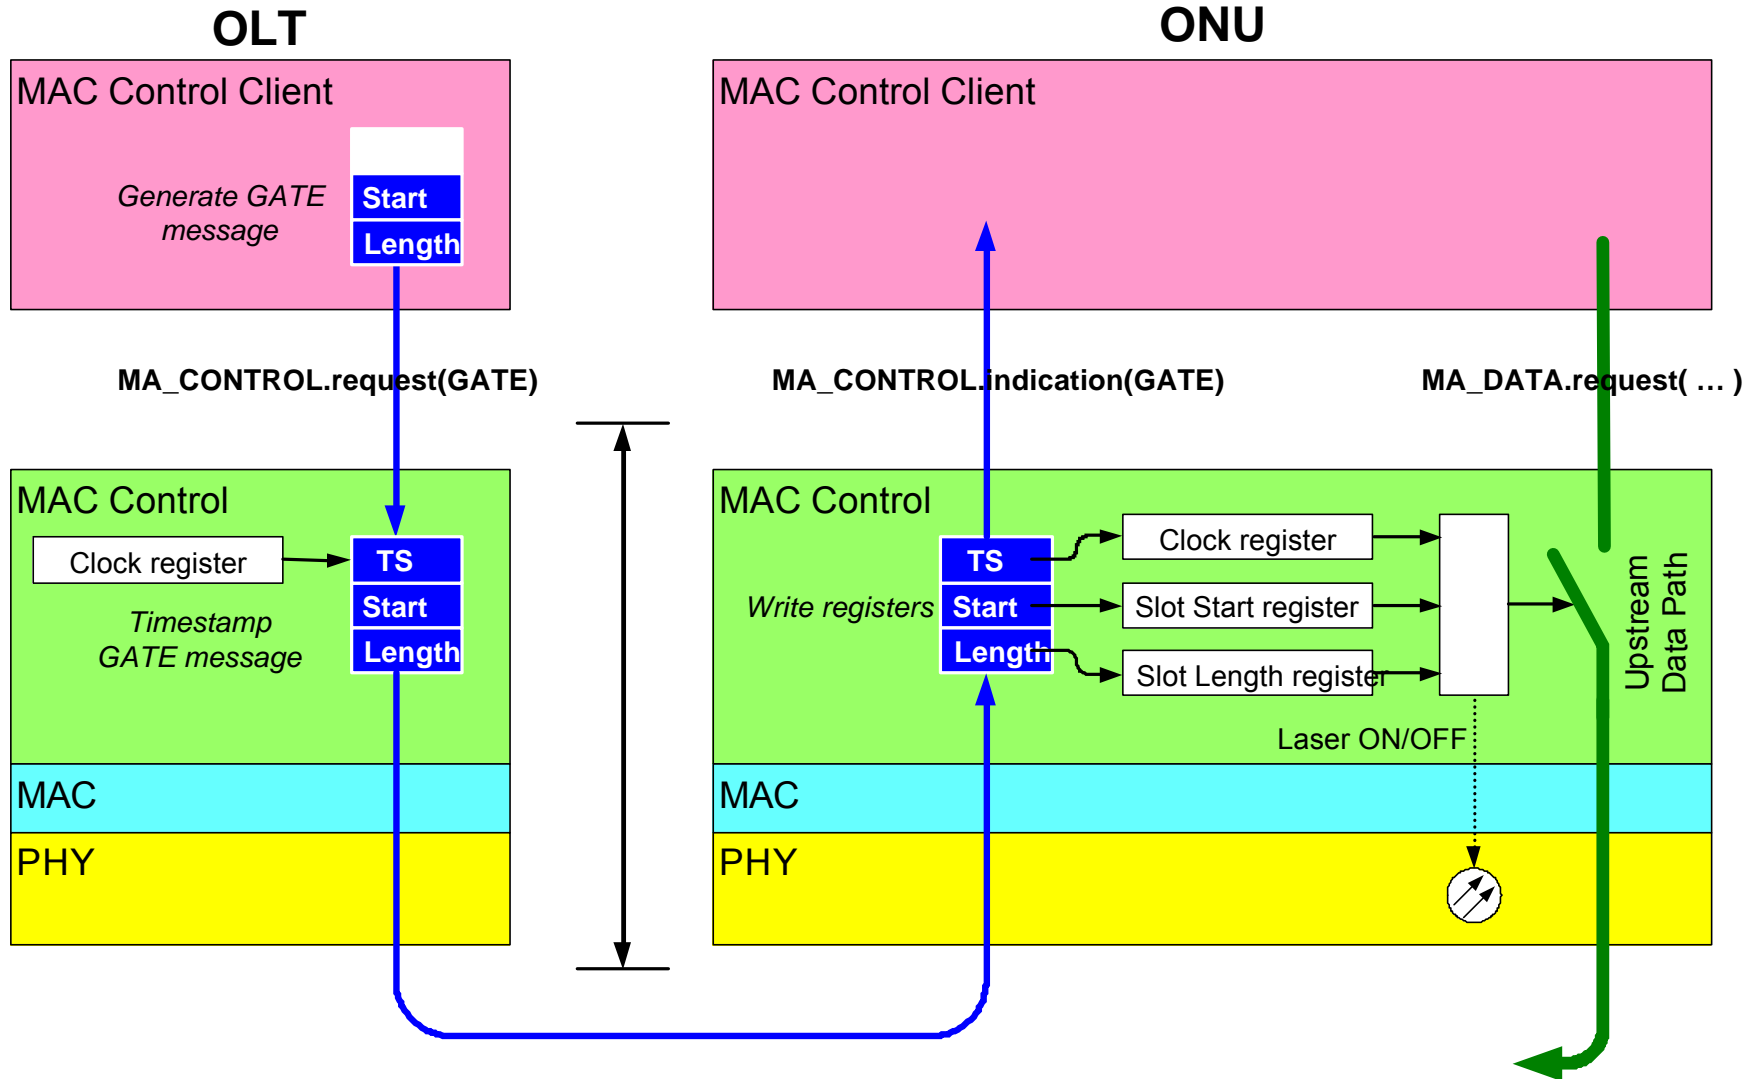 OLT
ONU
MAC Control Client
Generate GATE
message
Start
Length
MAC Control Client
MA_CONTROL.request(GATE)
MA_CONTROL.indication(GATE)
MA_DATA.request( … )
MAC Control
Clock register
TS
Start
Length
Timestamp
GATE message
MAC Control
Write registers
TS
Start
Length
Clock register
Slot Start register
Slot Length register
Upstream
Data Path
Laser ON/OFF
MAC
MAC
PHY
PHY